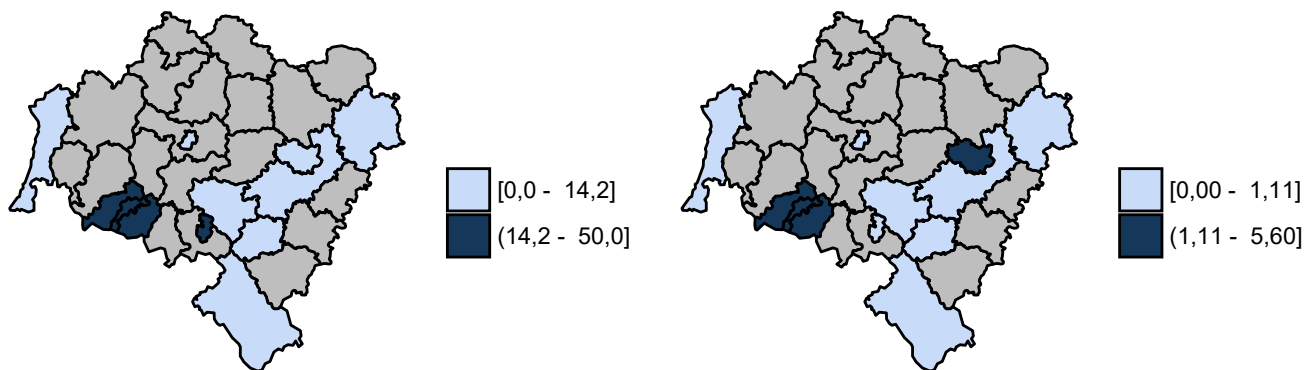 [0,0 - 14,2]
(14,2 - 50,0]
[0,00 - 1,11]
(1,11 - 5,60]